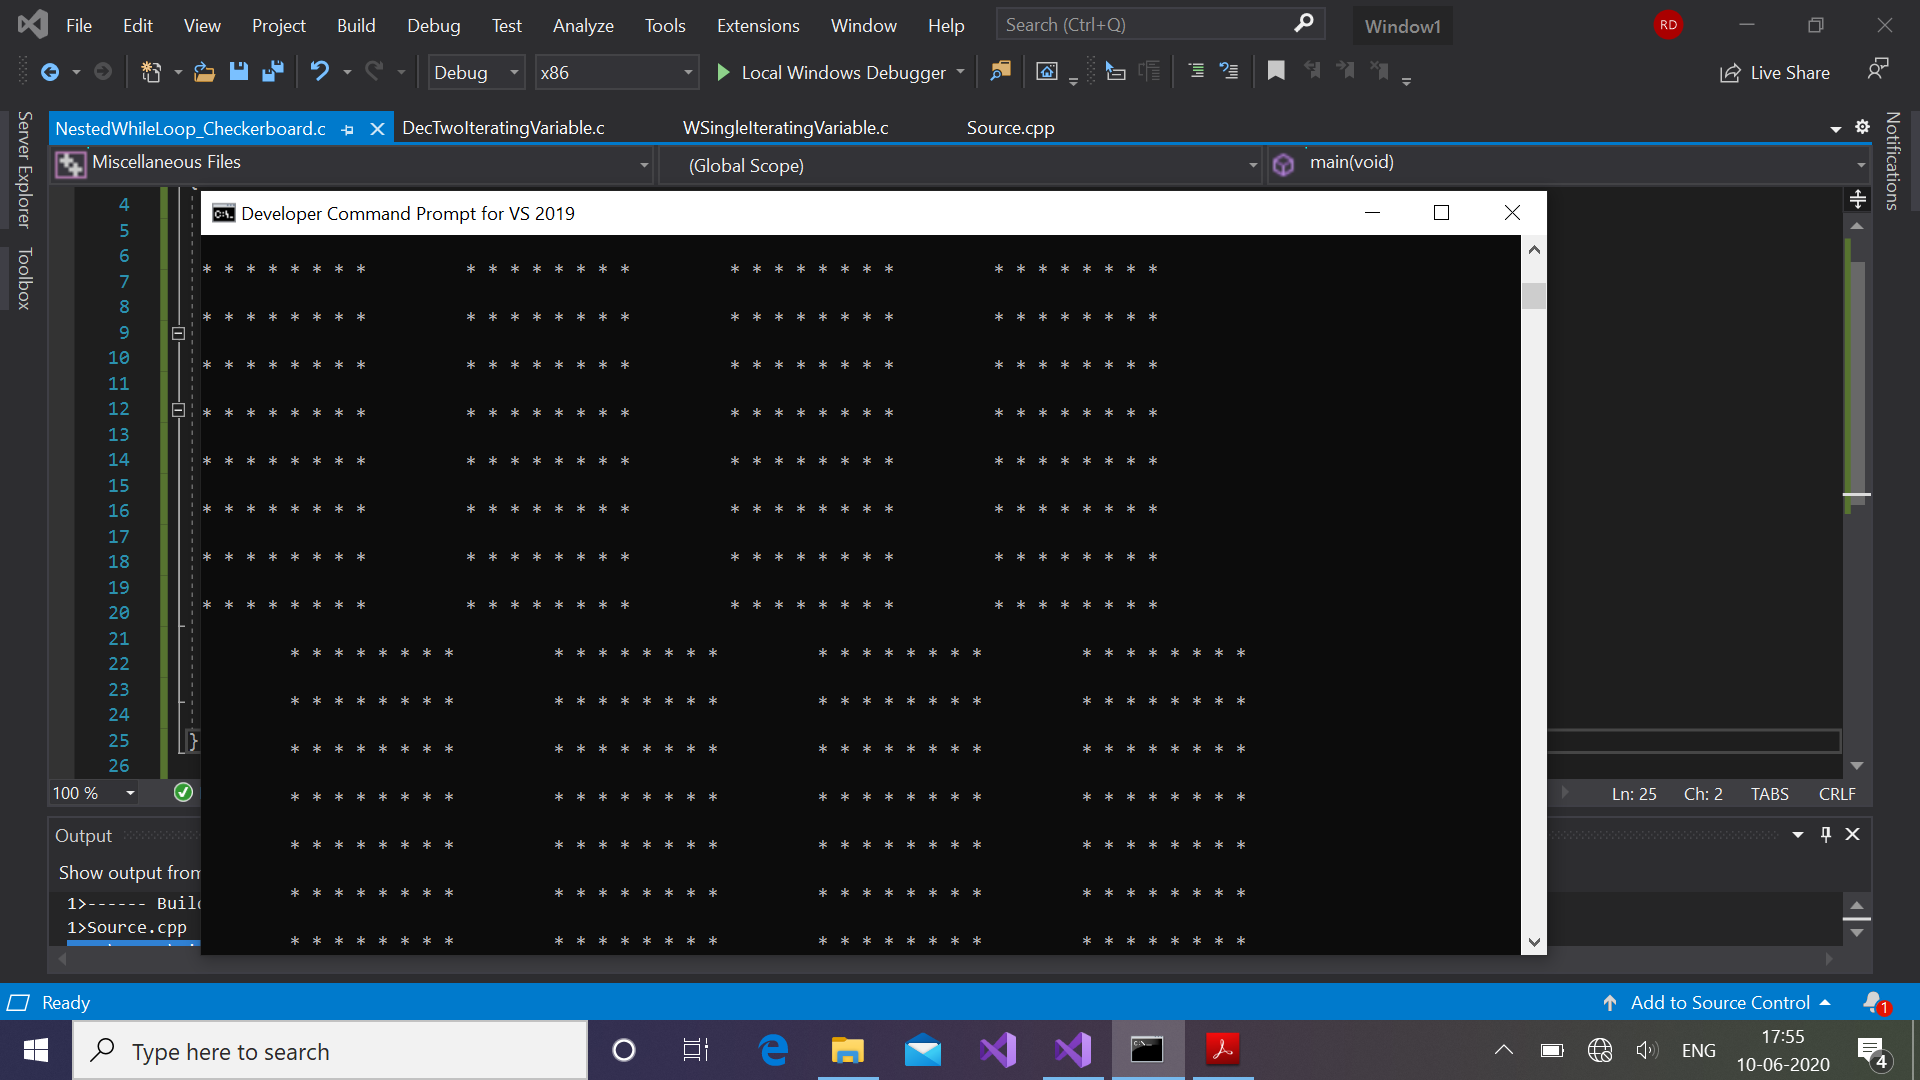 File Edit View Project Build Debug Test Analyze Tools Extensions Window Help Search (Ctrl+Q) Window1 RD
Debug x86 Local Windows Debugger Live Share
Server Explorer
Toolbox
Notifications
NestedWhileLoop_Checkerboard.c DecTwoIteratingVariable.c WSingleIteratingVariable.c Source.cpp
Miscellaneous Files (Global Scope) main(void)
Developer Command Prompt for VS 2019
4
5
6
7
8
9
10
11
12
13
14
15
16
17
18
19
20
21
22
23
24
25 }
26
* * * * * * * *         * * * * * * * *         * * * * * * * *         * * * * * * * *
* * * * * * * *         * * * * * * * *         * * * * * * * *         * * * * * * * *
* * * * * * * *         * * * * * * * *         * * * * * * * *         * * * * * * * *
* * * * * * * *         * * * * * * * *         * * * * * * * *         * * * * * * * *
* * * * * * * *         * * * * * * * *         * * * * * * * *         * * * * * * * *
* * * * * * * *         * * * * * * * *         * * * * * * * *         * * * * * * * *
* * * * * * * *         * * * * * * * *         * * * * * * * *         * * * * * * * *
* * * * * * * *         * * * * * * * *         * * * * * * * *         * * * * * * * *
        * * * * * * * *         * * * * * * * *         * * * * * * * *         * * * * * * * *
        * * * * * * * *         * * * * * * * *         * * * * * * * *         * * * * * * * *
        * * * * * * * *         * * * * * * * *         * * * * * * * *         * * * * * * * *
        * * * * * * * *         * * * * * * * *         * * * * * * * *         * * * * * * * *
        * * * * * * * *         * * * * * * * *         * * * * * * * *         * * * * * * * *
        * * * * * * * *         * * * * * * * *         * * * * * * * *         * * * * * * * *
        * * * * * * * *         * * * * * * * *         * * * * * * * *         * * * * * * * *
100 % Ln: 25 Ch: 2 TABS CRLF
Output
Show output from
1>------ Build
1>Source.cpp
Ready Add to Source Control 1
Type here to search ENG 17:55
10-06-2020 4